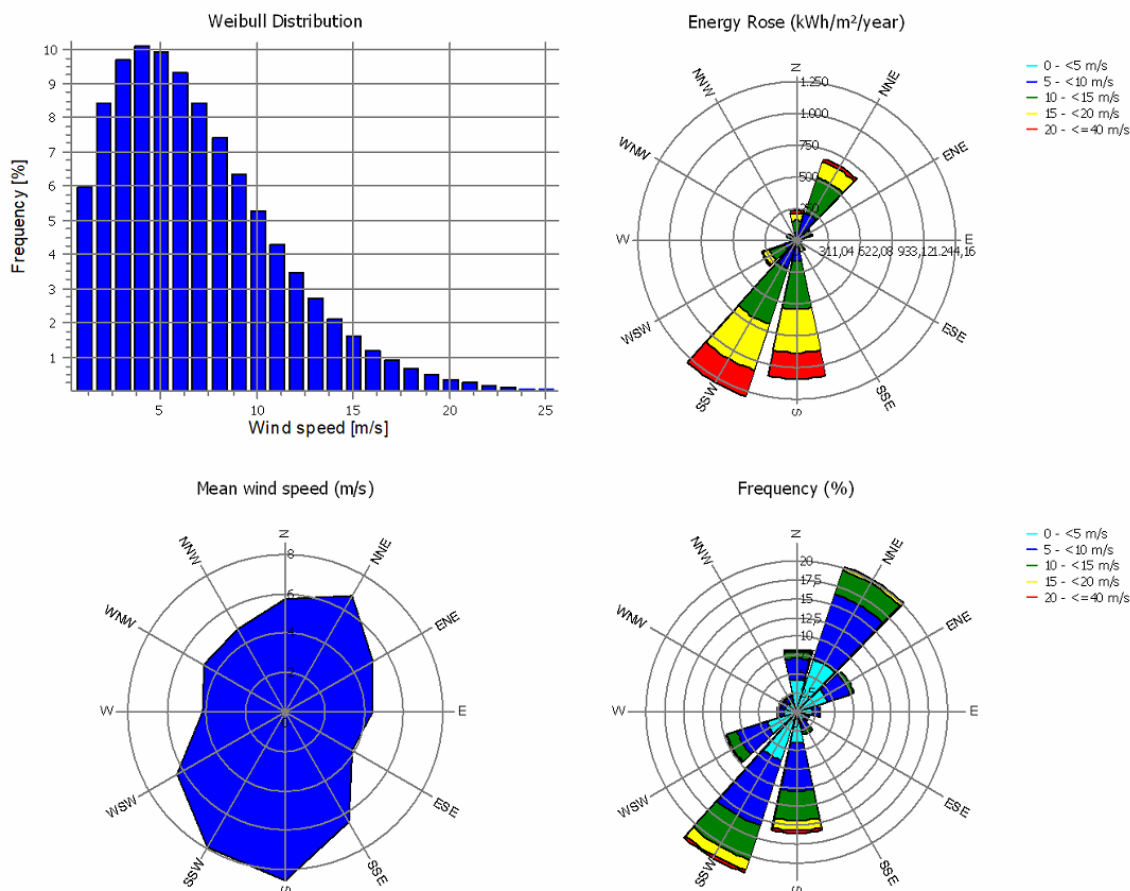 Weibull Distribution
Frequency [%]
10
9
8
7
6
5
4
3
2
1
5
10
15
20
25
Wind speed [m/s]
Energy Rose (kWh/m²/year)
N
NNE
ENE
E
ESE
SSE
S
SSW
WSW
W
WNW
NNW
1.250
1.000
750
500
311,04
622,08
933,12
1.244,16
0 - <5 m/s
5 - <10 m/s
10 - <15 m/s
15 - <20 m/s
20 - <=40 m/s
Mean wind speed (m/s)
N
NNE
ENE
E
ESE
SSE
S
SSW
WSW
W
WNW
NNW
8
6
4
Frequency (%)
N
NNE
ENE
E
ESE
SSE
S
SSW
WSW
W
WNW
NNW
20
17,5
15
12,5
10
0 - <5 m/s
5 - <10 m/s
10 - <15 m/s
15 - <20 m/s
20 - <=40 m/s